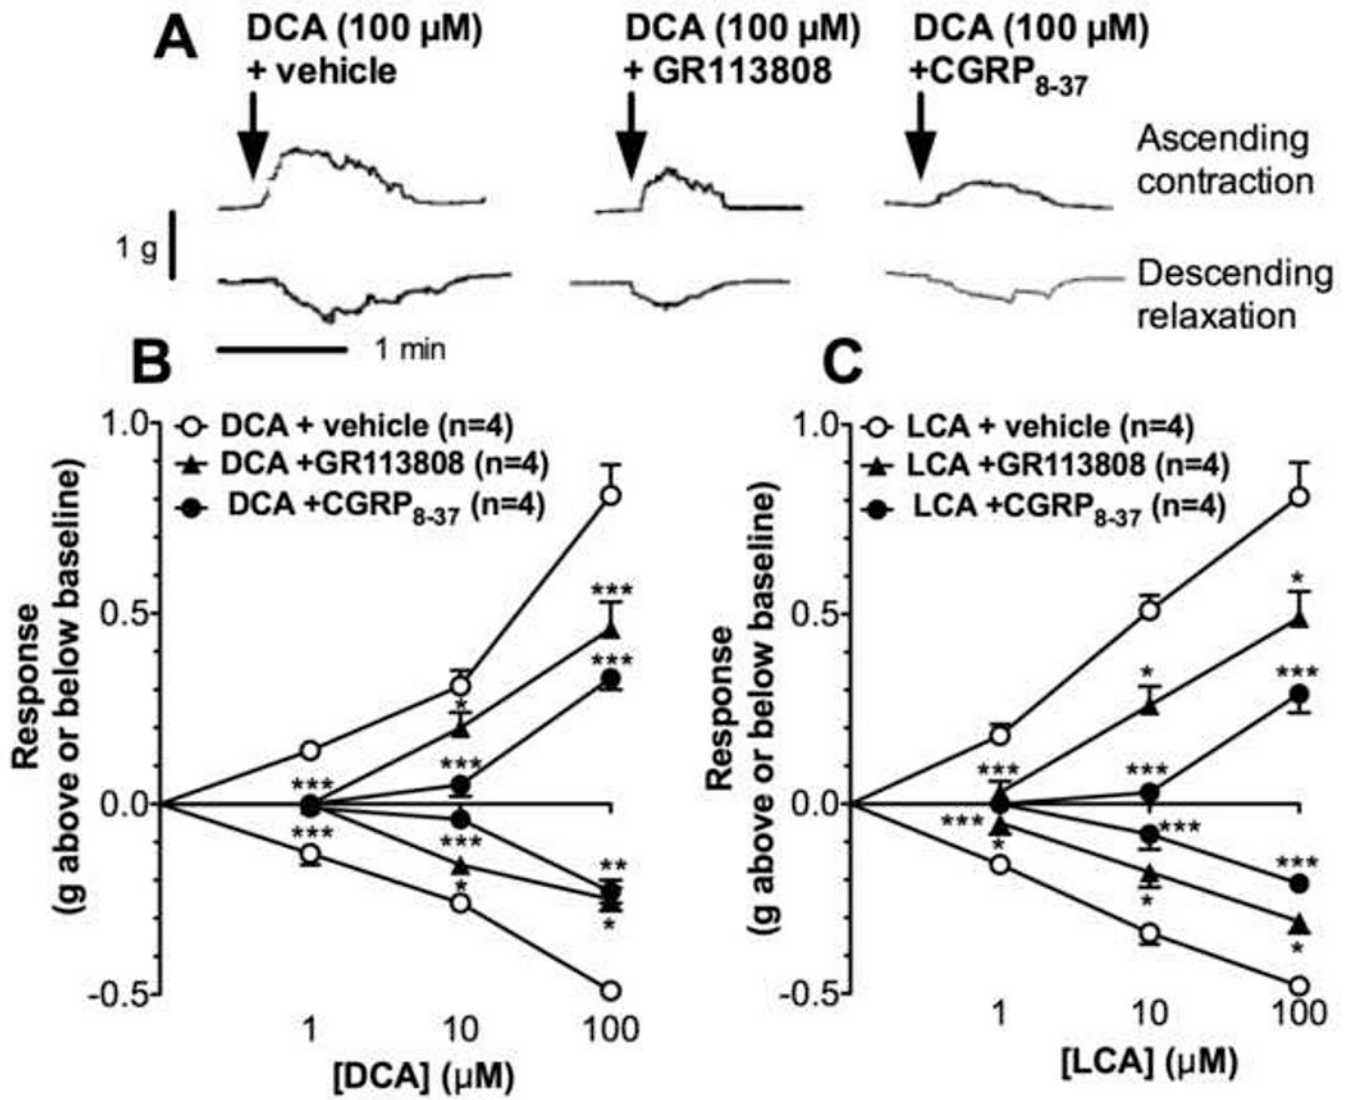 A
DCA (100 µM)
+ vehicle
DCA (100 µM)
+ GR113808
DCA (100 µM)
+CGRP8-37
Ascending
contraction
1 g
Descending
relaxation
1 min
B
DCA + vehicle (n=4)
DCA +GR113808 (n=4)
DCA +CGRP8-37 (n=4)
Response
(g above or below baseline)
1.0
0.5
0.0
-0.5
***
***
*
***
***
***
***
*
**
*
1
10
100
[DCA] (µM)
C
LCA + vehicle (n=4)
LCA +GR113808 (n=4)
LCA +CGRP8-37 (n=4)
Response
(g above or below baseline)
1.0
0.5
0.0
-0.5
*
*
***
***
***
***
***
*
***
*
*
1
10
100
[LCA] (µM)